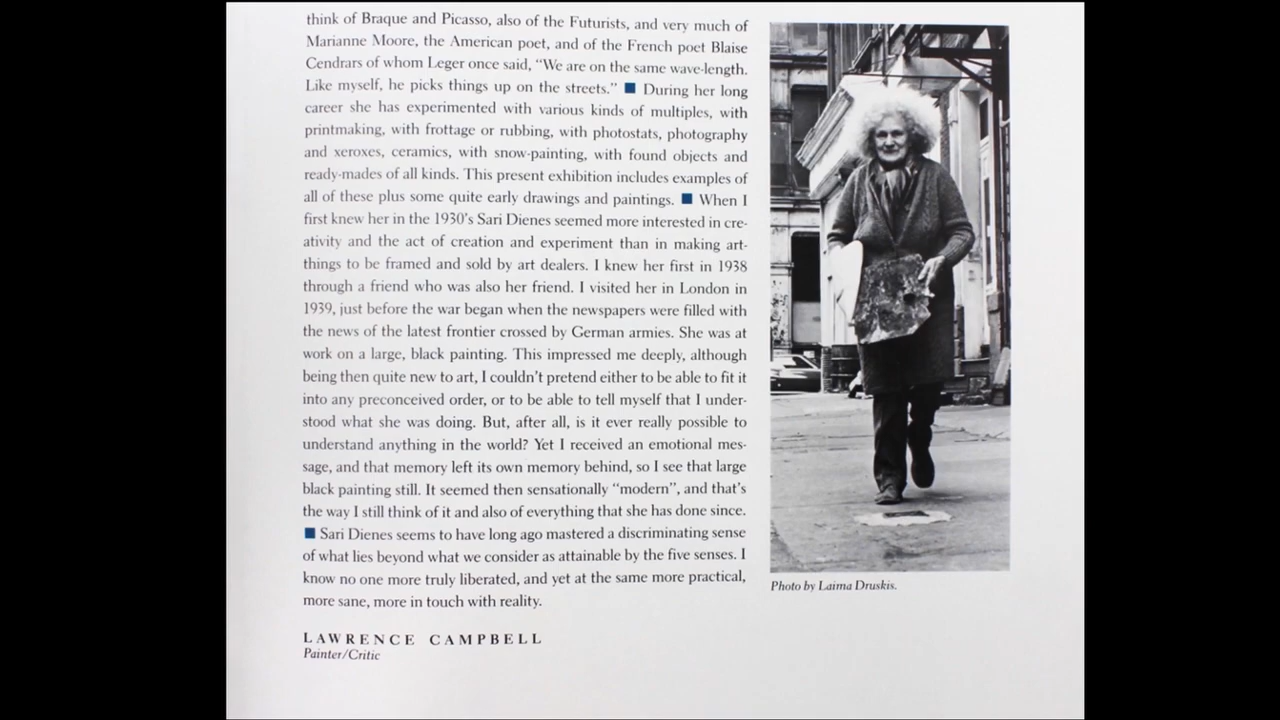 think of Braque and Picasso, also of the Futurists, and very much of
Marianne Moore, the American poet, and of the French poet Blaise
Cendrars of whom Leger once said, “We are on the same wave-length.
Like myself, he picks things up on the streets.” ■ During her long
career she has experimented with various kinds of multiples, with
printmaking, with frottage or rubbing, with photostats, photography
and xeroxes, ceramics, with snow-painting, with found objects and
ready-mades of all kinds. This present exhibition includes examples of
all of these plus some quite early drawings and paintings. ■ When I
first knew her in the 1930’s Sari Dienes seemed more interested in cre-
ativity and the act of creation and experiment than in making art-
things to be framed and sold by art dealers. I knew her first in 1938
through a friend who was also her friend. I visited her in London in
1939, just before the war began when the newspapers were filled with
the news of the latest frontier crossed by German armies. She was at
work on a large, black painting. This impressed me deeply, although
being then quite new to art, I couldn’t pretend either to be able to fit it
into any preconceived order, or to be able to tell myself that I under-
stood what she was doing. But, after all, is it ever really possible to
understand anything in the world? Yet I received an emotional mes-
sage, and that memory left its own memory behind, so I see that large
black painting still. It seemed then sensationally “modern”, and that’s
the way I still think of it and also of everything that she has done since.
■ Sari Dienes seems to have long ago mastered a discriminating sense
of what lies beyond what we consider as attainable by the five senses. I
know no one more truly liberated, and yet at the same more practical,
more sane, more in touch with reality.
LAWRENCE CAMPBELL
Painter/Critic
Photo by Laima Druskis.